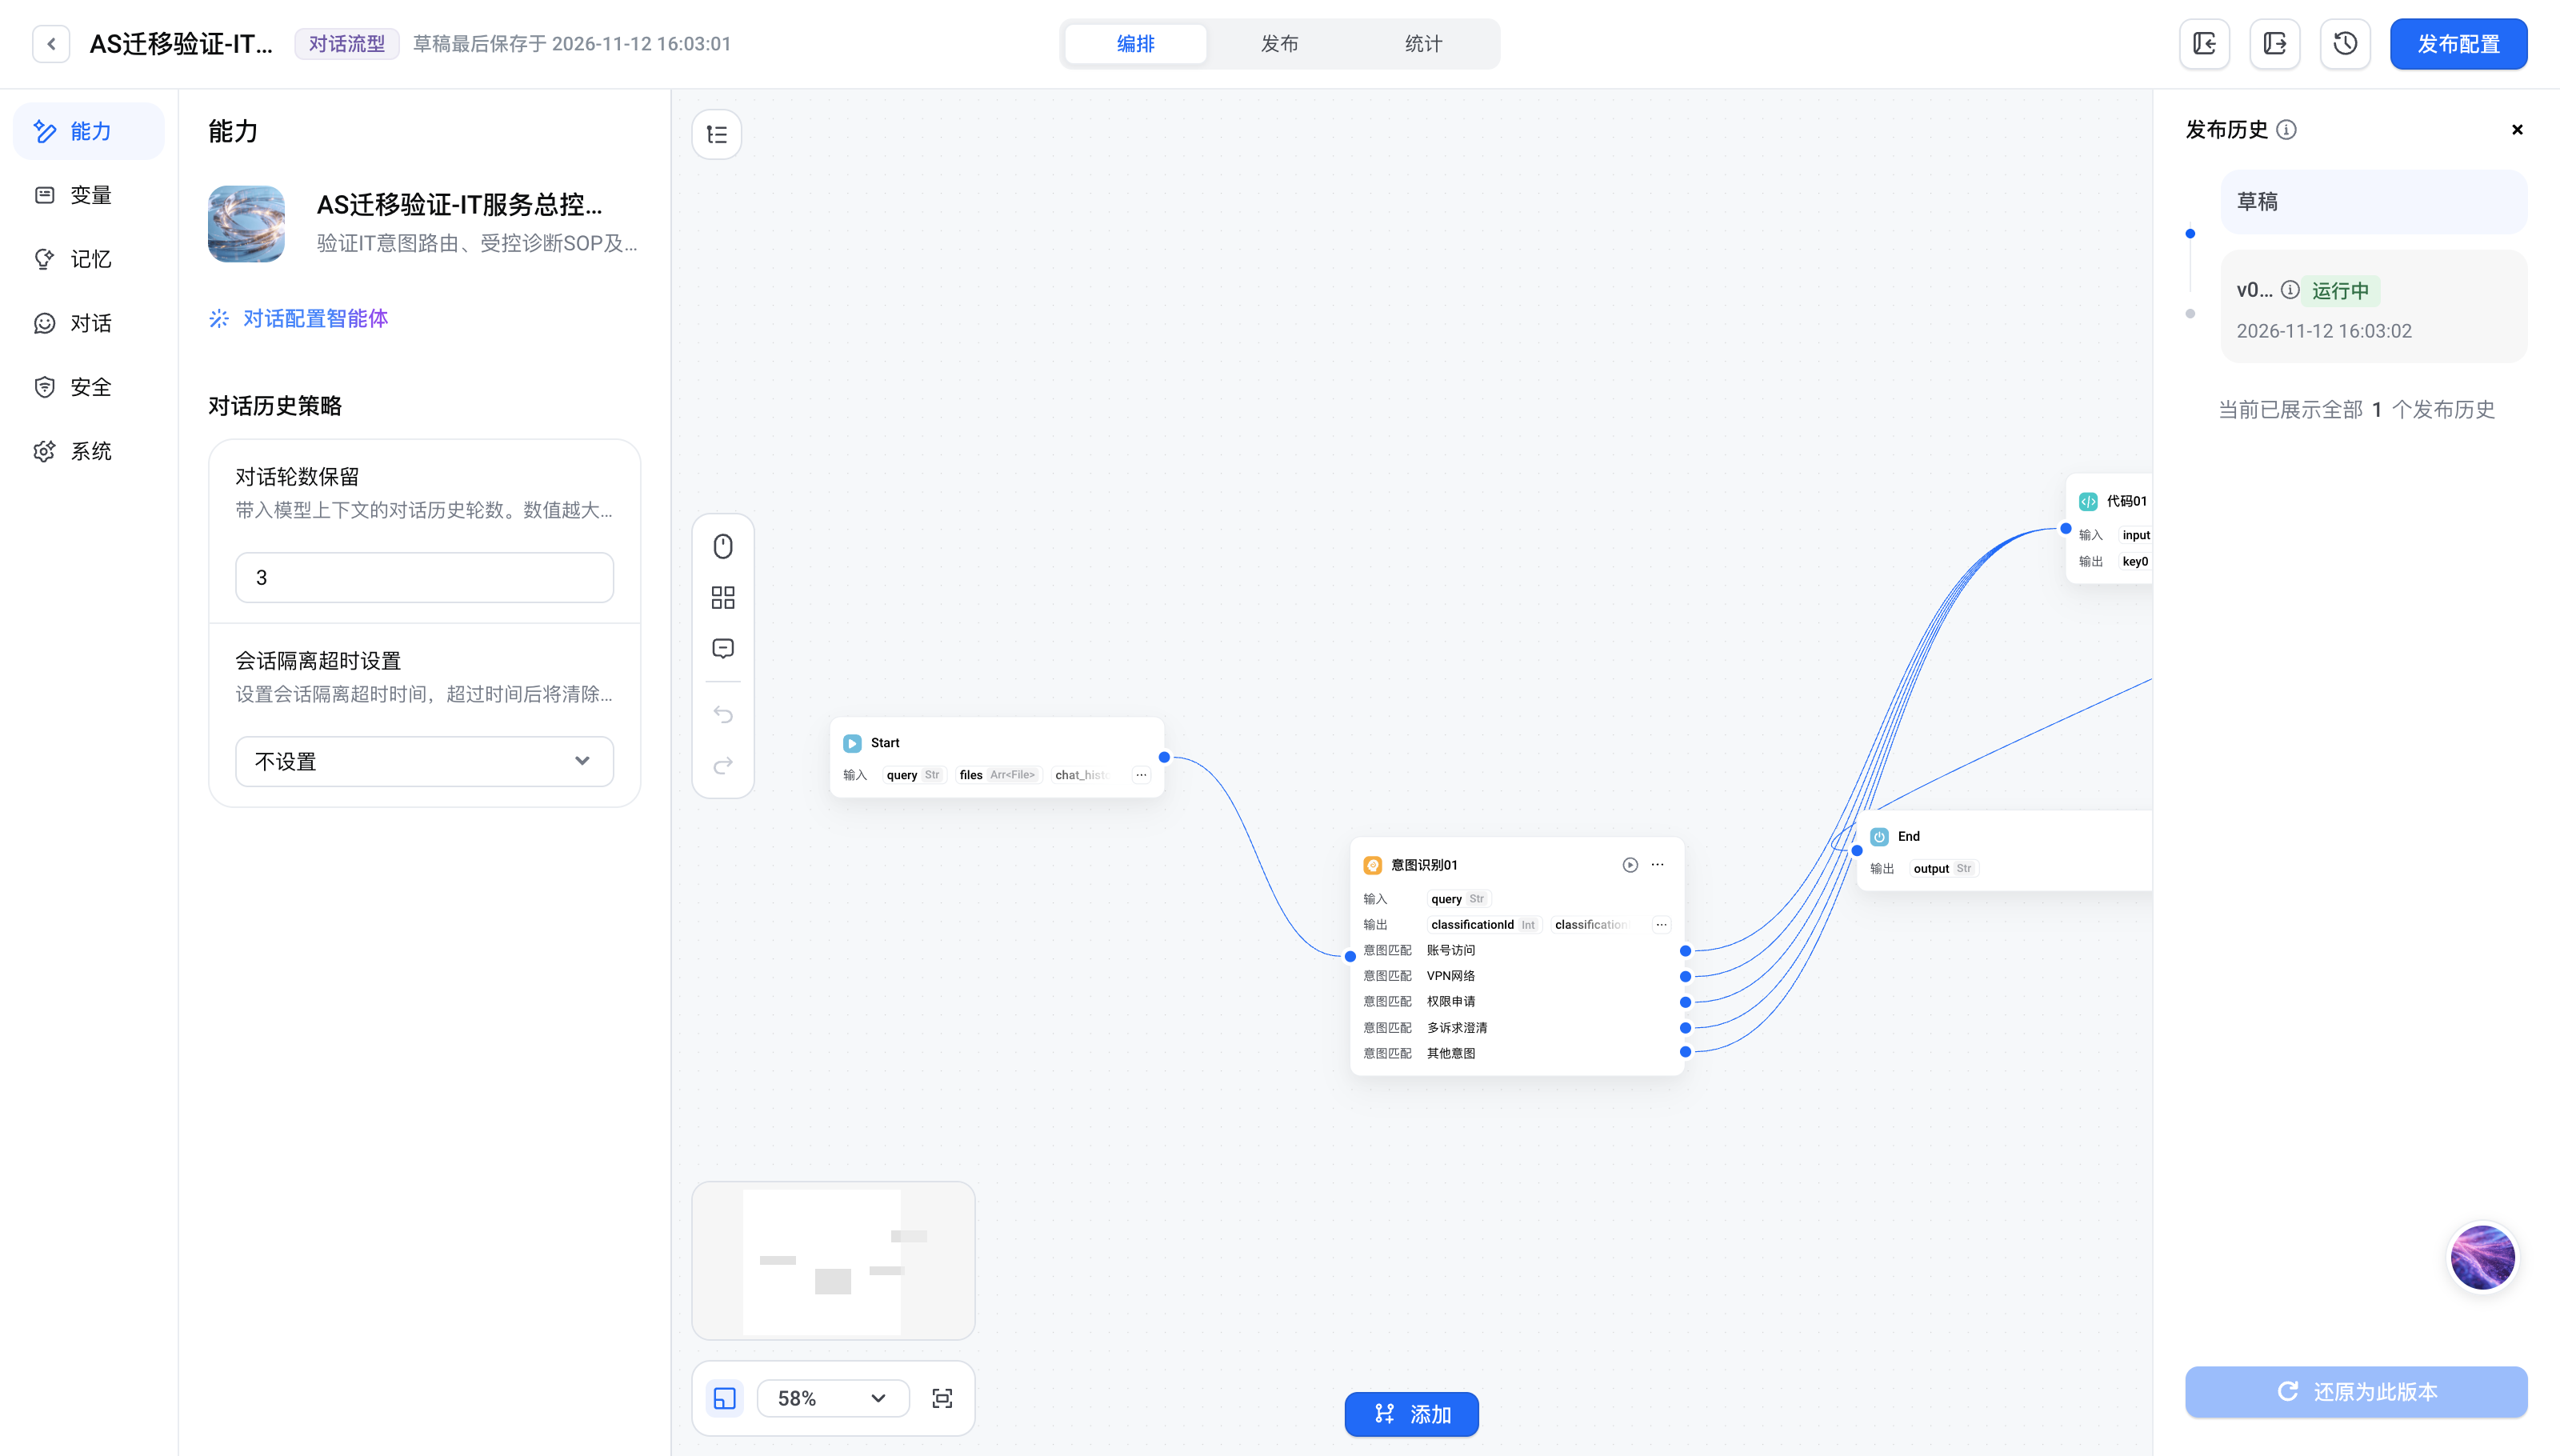 AS迁移验证-IT...
对话流型
草稿最后保存于 2026-11-12 16:03:01
编排
发布
统计
发布配置
能力
变量
记忆
对话
安全
系统
能力
AS迁移验证-IT服务总控...
验证IT意图路由、受控诊断SOP及...
对话配置智能体
对话历史策略
对话轮数保留
带入模型上下文的对话历史轮数。数值越大...
3
会话隔离超时设置
设置会话隔离超时时间，超过时间后将清除...
不设置
Start
输入 query Str files Arr<File> chat_histo ...
意图识别01 ...
输入 query Str
输出 classificationId Int classification ...
意图匹配 账号访问
意图匹配 VPN网络
意图匹配 权限申请
意图匹配 多诉求澄清
意图匹配 其他意图
代码01
输入 input
输出 key0
End
输出 output Str
58%
添加
发布历史
草稿
v0... 运行中
2026-11-12 16:03:02
当前已展示全部 1 个发布历史
还原为此版本